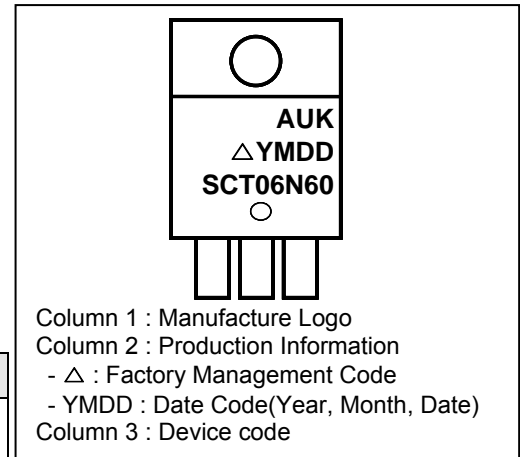 AUK
△YMDD
SCT06N60
Column 1 : Manufacture Logo
Column 2 : Production Information
- △ : Factory Management Code
- YMDD : Date Code(Year, Month, Date)
Column 3 : Device code